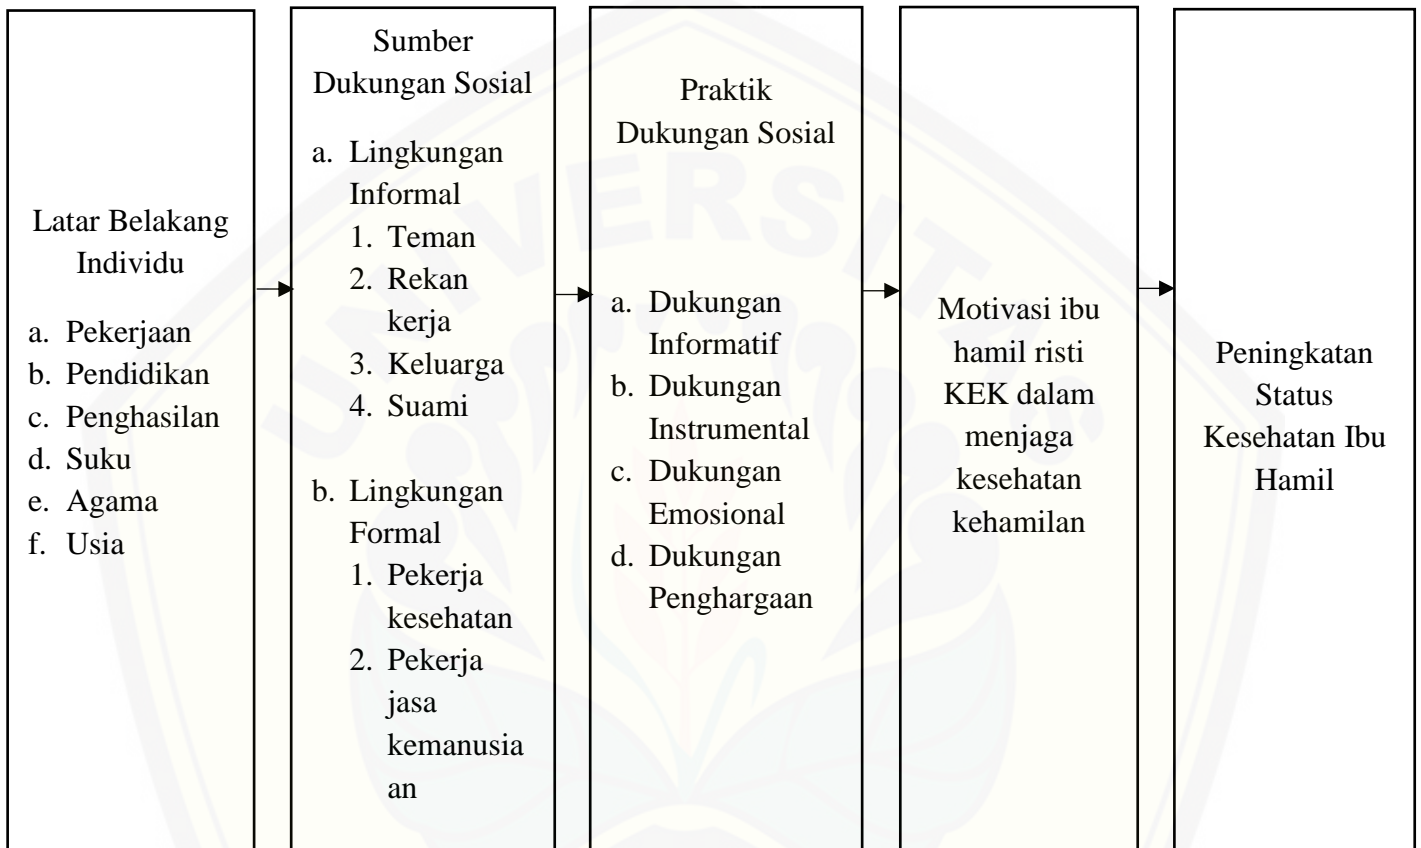 Latar Belakang
Individu
a. Pekerjaan
b. Pendidikan
c. Penghasilan
d. Suku
e. Agama
f. Usia
Sumber
Dukungan Sosial
a. Lingkungan
Informal
1. Teman
2. Rekan
kerja
3. Keluarga
4. Suami
b. Lingkungan
Formal
1. Pekerja
kesehatan
2. Pekerja
jasa
kemanusia
an
Praktik
Dukungan Sosial
a. Dukungan
Informatif
b. Dukungan
Instrumental
c. Dukungan
Emosional
d. Dukungan
Penghargaan
Motivasi ibu
hamil risti
KEK dalam
menjaga
kesehatan
kehamilan
Peningkatan
Status
Kesehatan Ibu
Hamil
UNIVERSITAS